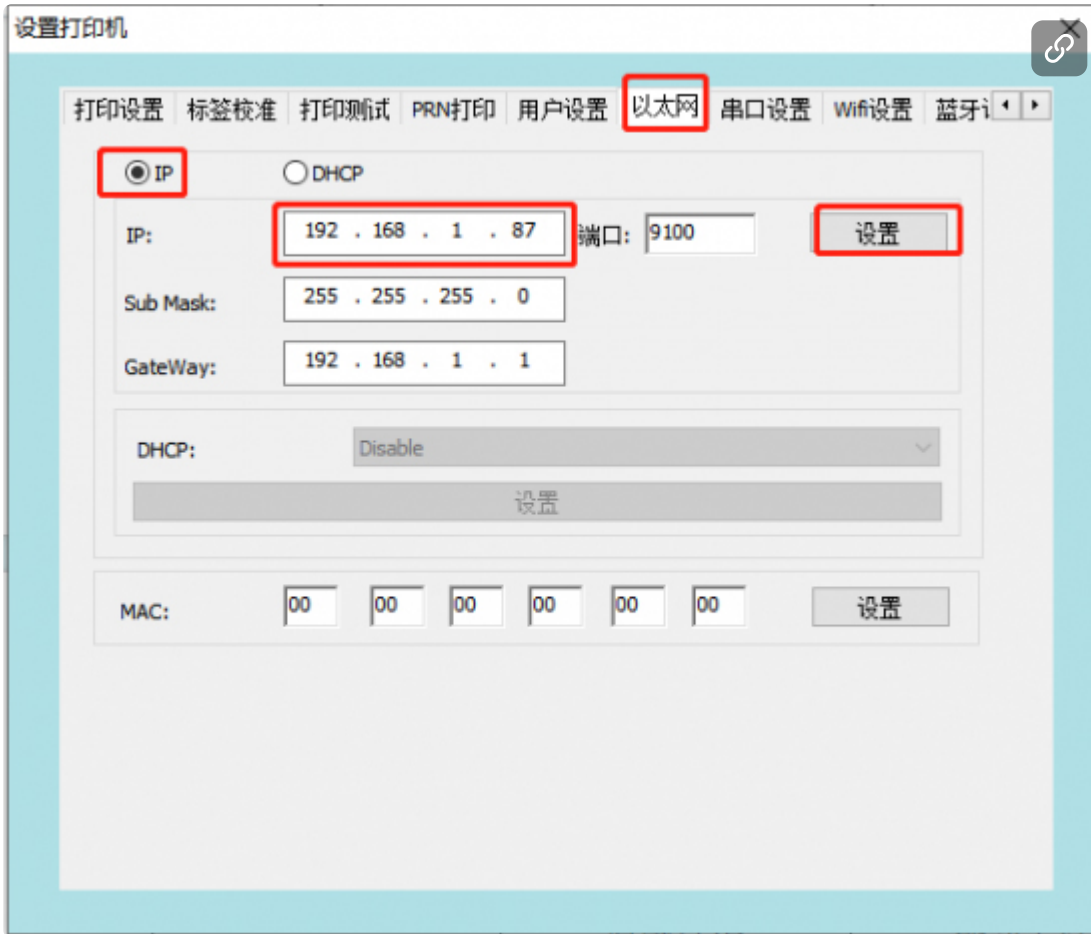 设置打印机
打印设置 标签校准 打印测试 PRN打印 用户设置 以太网 串口设置 Wifi设置 蓝牙
IP DHCP
IP: 192 . 168 . 1 . 87 端口: 9100 设置
Sub Mask: 255 . 255 . 255 . 0
GateWay: 192 . 168 . 1 . 1
DHCP: Disable
设置
MAC: 00 00 00 00 00 00 设置